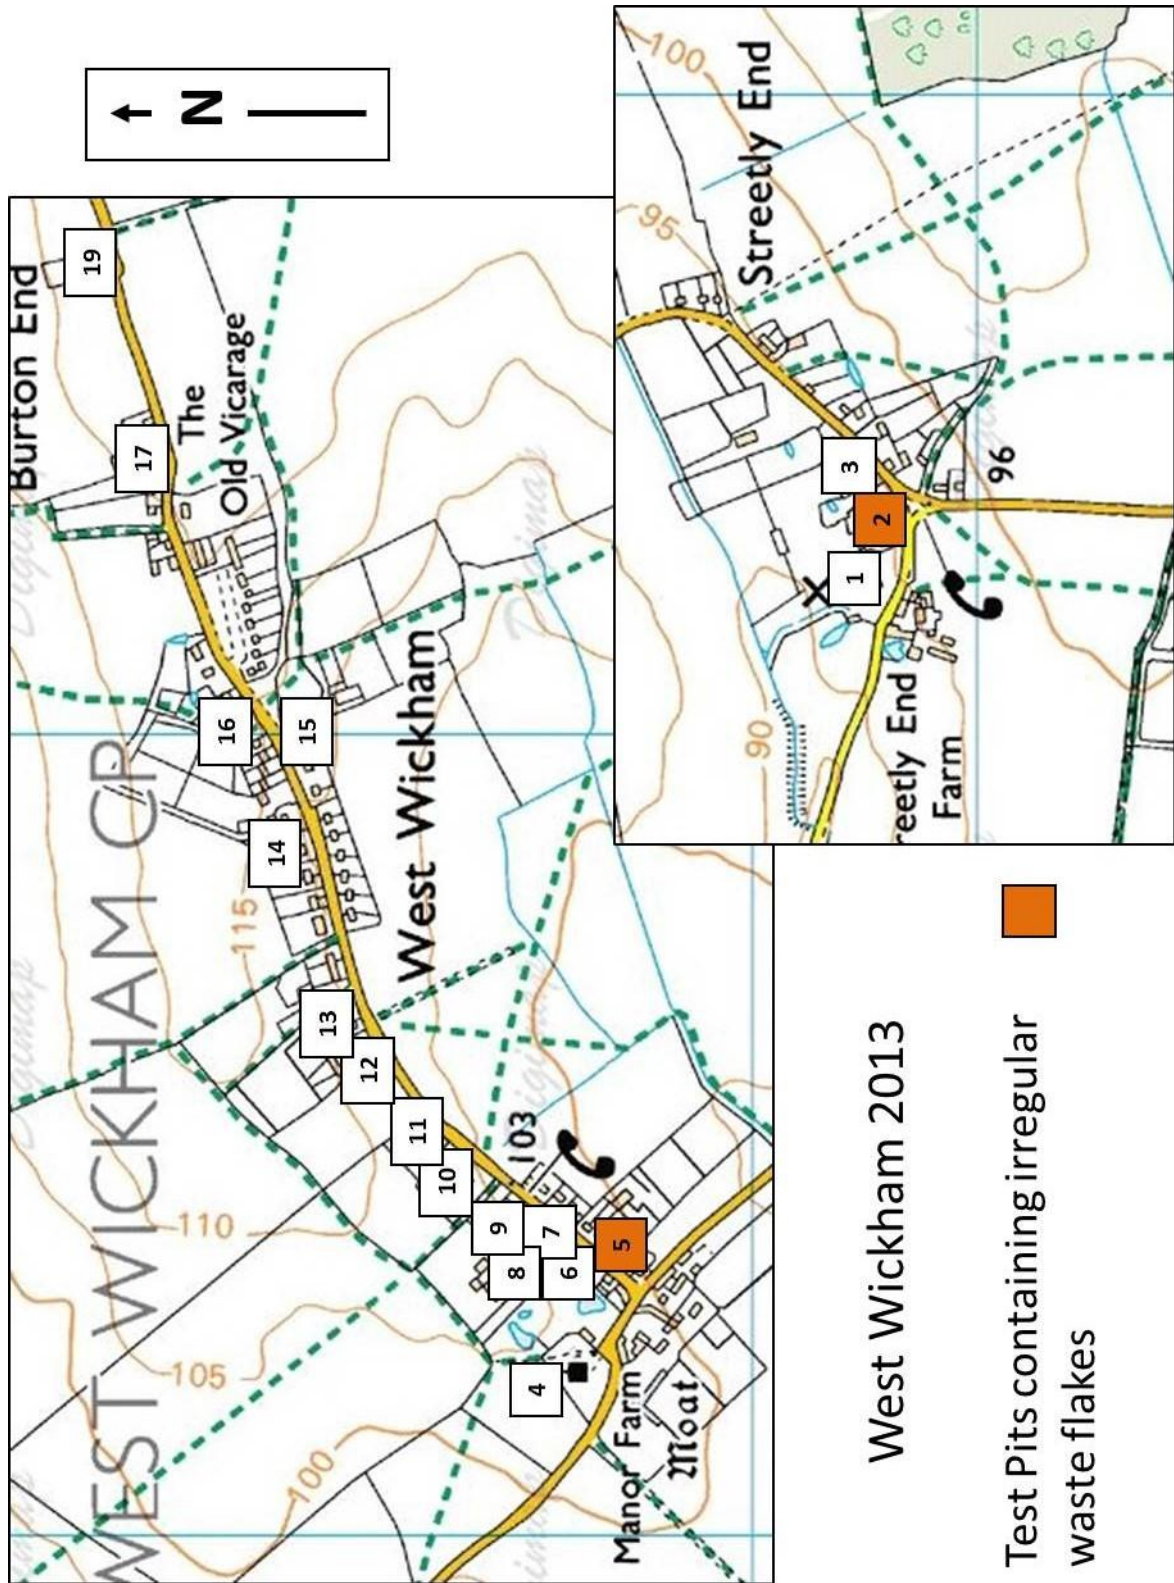 N
Burton End
19
17
The
Old Vicarage
16
15
WEST WICKHAM CP
14
115
West Wickham
13
12
11
10
103
110
9
7
8
6
5
105
4
100
Manor Farm
Moat
Digimap
100
Streetly End
95
3
2
1
96
90
reetly End
Farm
West Wickham 2013
Test Pits containing irregular
waste flakes